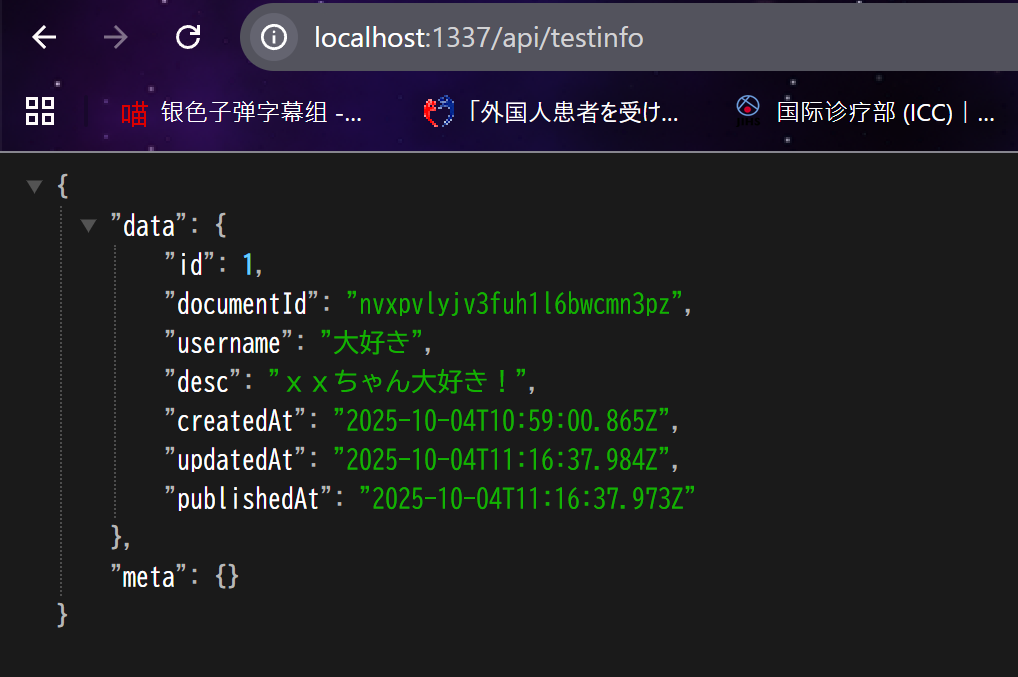 localhost:1337/api/testinfo
喵 银色子弹字幕组 -... 「外国人患者を受け... 国际诊疗部 (ICC) | ...
{
"data": {
"id": 1,
"documentId": "nvxpvlyjv3fuh1l6bwcmn3pz",
"username": "大好き",
"desc": "ｘｘちゃん大好き！",
"createdAt": "2025-10-04T10:59:00.865Z",
"updatedAt": "2025-10-04T11:16:37.984Z",
"publishedAt": "2025-10-04T11:16:37.973Z"
},
"meta": {}
}